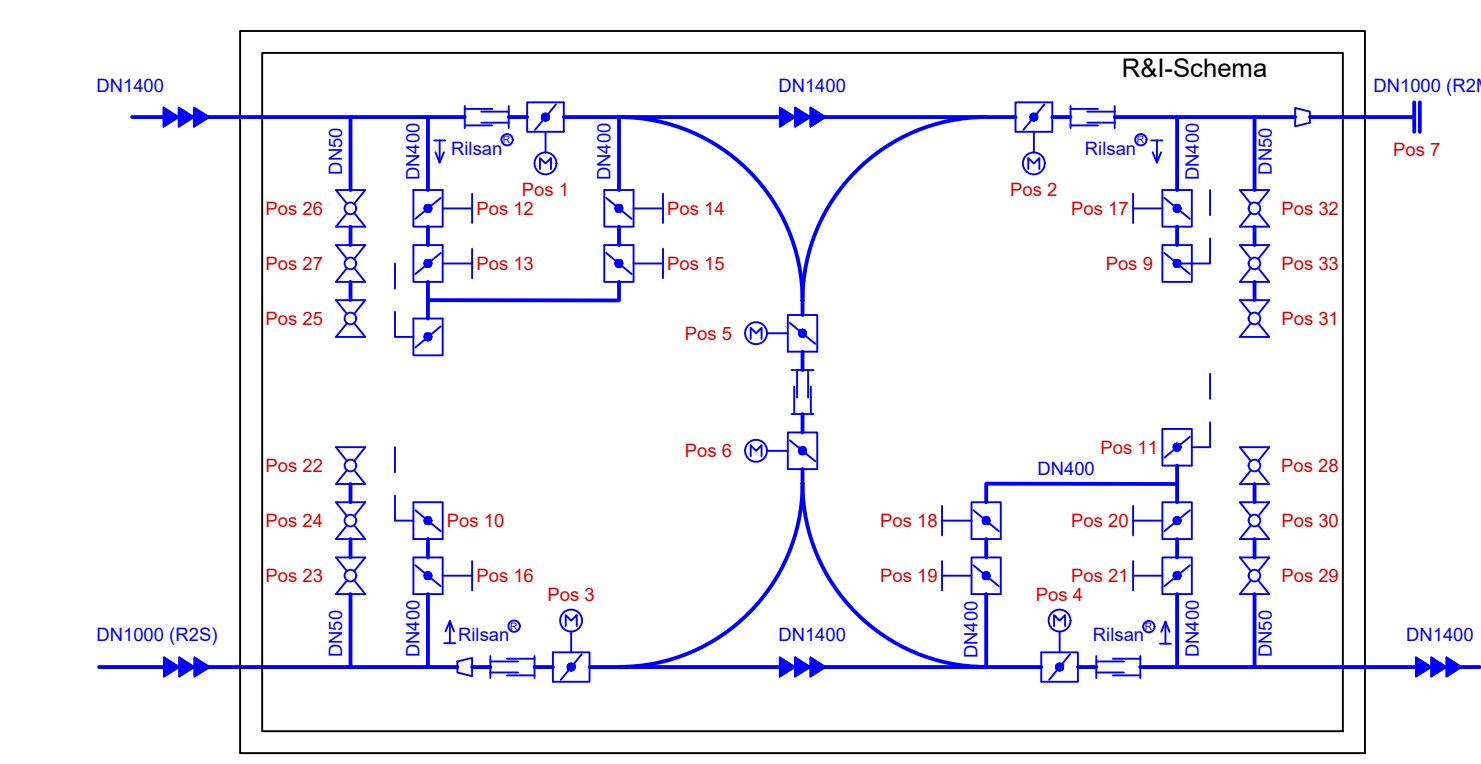 R&I-Schema
DN1400
DN1400
DN1000 (R2M
DN50
DN400
Rilsan®
M
Pos 1
DN400
M
Pos 2
Rilsan®
DN400
DN50
Pos 7
Pos 26
Pos 12
Pos 14
Pos 17
Pos 32
Pos 27
Pos 13
Pos 15
Pos 9
Pos 33
Pos 25
Pos 31
Pos 5
M
Pos 6
M
Pos 11
DN400
Pos 22
Pos 28
Pos 24
Pos 10
Pos 18
Pos 20
Pos 30
Pos 23
Pos 16
Pos 19
Pos 21
Pos 29
Pos 3
M
Pos 4
M
DN1000 (R2S)
DN50
DN400
Rilsan®
DN1400
DN400
Rilsan®
DN400
DN50
DN1400